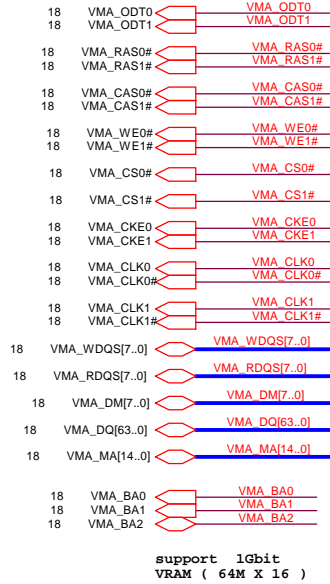 18 VMA_ODT0 VMA_ODT0
18 VMA_ODT1 VMA_ODT1
18 VMA_RAS0# VMA_RAS0#
18 VMA_RAS1# VMA_RAS1#
18 VMA_CAS0# VMA_CAS0#
18 VMA_CAS1# VMA_CAS1#
18 VMA_WE0# VMA_WE0#
18 VMA_WE1# VMA_WE1#
18 VMA_CS0# VMA_CS0#
18 VMA_CS1# VMA_CS1#
18 VMA_CKE0 VMA_CKE0
18 VMA_CKE1 VMA_CKE1
18 VMA_CLK0 VMA_CLK0
18 VMA_CLK0# VMA_CLK0#
18 VMA_CLK1 VMA_CLK1
18 VMA_CLK1# VMA_CLK1#
18 VMA_WDQS[7..0] VMA_WDQS[7..0]
18 VMA_RDQS[7..0] VMA_RDQS[7..0]
18 VMA_DM[7..0] VMA_DM[7..0]
18 VMA_DQ[63..0] VMA_DQ[63..0]
18 VMA_MA[14..0] VMA_MA[14..0]
18 VMA_BA0 VMA_BA0
18 VMA_BA1 VMA_BA1
18 VMA_BA2 VMA_BA2
support 1Gbit
VRAM ( 64M X 16 )